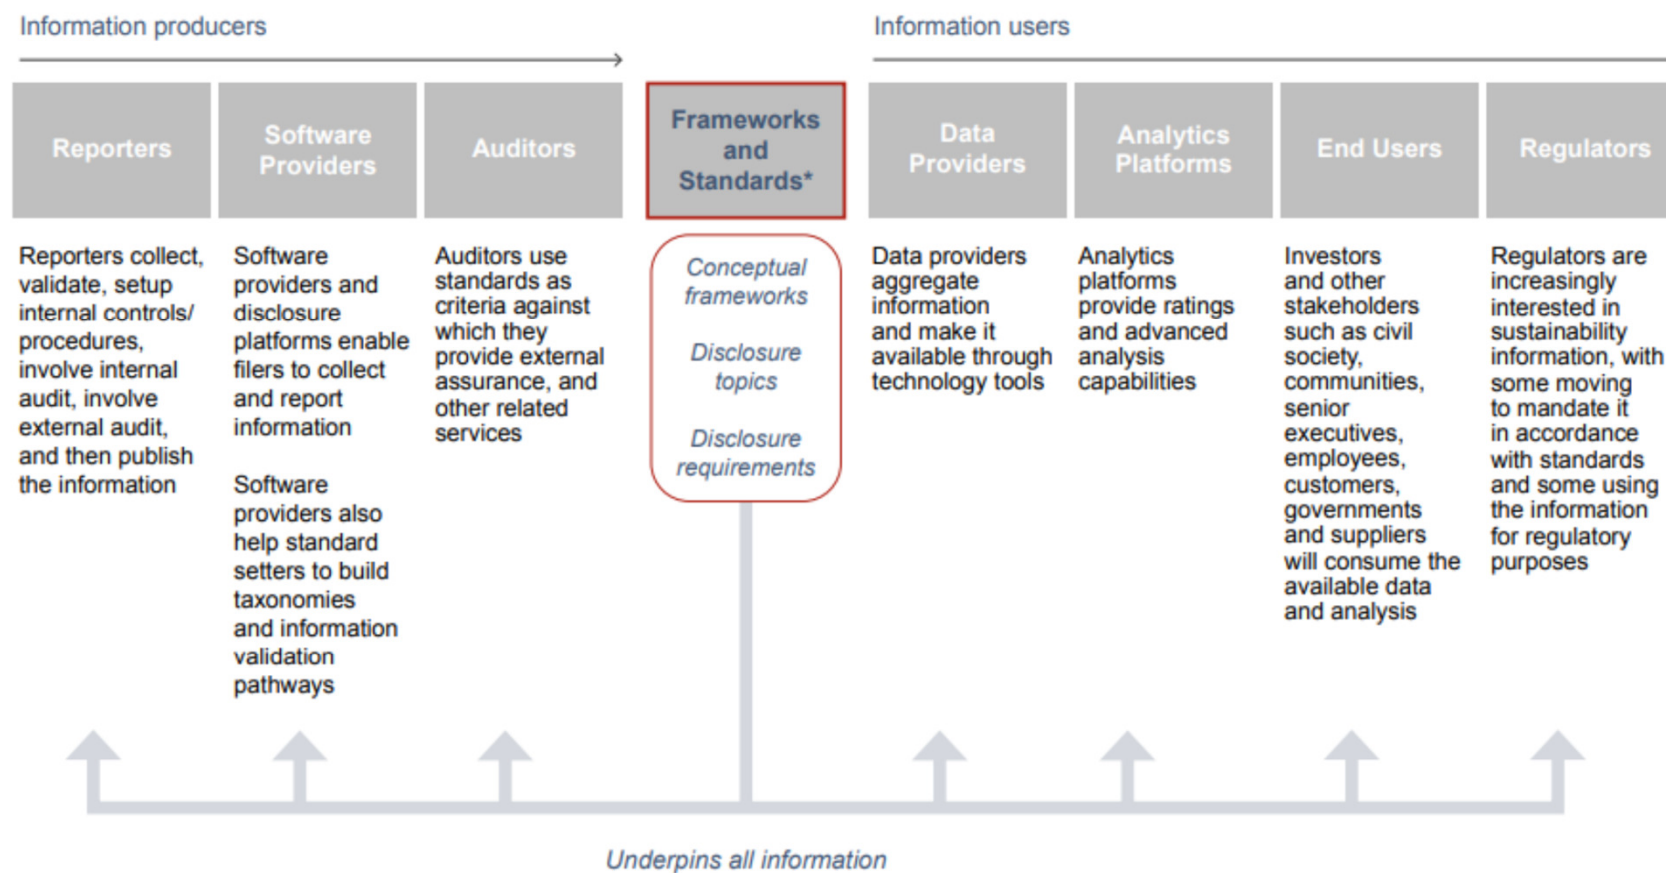 Information producers
Information users
Reporters
Software
Providers
Auditors
Frameworks
and
Standards*
Data
Providers
Analytics
Platforms
End Users
Regulators
Reporters collect,
validate, setup
internal controls/
procedures,
involve internal
audit, involve
external audit,
and then publish
the information
Software
providers and
disclosure
platforms enable
filers to collect
and report
information
Software
providers also
help standard
setters to build
taxonomies
and information
validation
pathways
Auditors use
standards as
criteria against
which they
provide external
assurance, and
other related
services
Conceptual
frameworks
Disclosure
topics
Disclosure
requirements
Data providers
aggregate
information
and make it
available through
technology tools
Analytics
platforms
provide ratings
and advanced
analysis
capabilities
Investors
and other
stakeholders
such as civil
society,
communities,
senior
executives,
employees,
customers,
governments
and suppliers
will consume the
available data
and analysis
Regulators are
increasingly
interested in
sustainability
information, with
some moving
to mandate it
in accordance
with standards
and some using
the information
for regulatory
purposes
Underpins all information